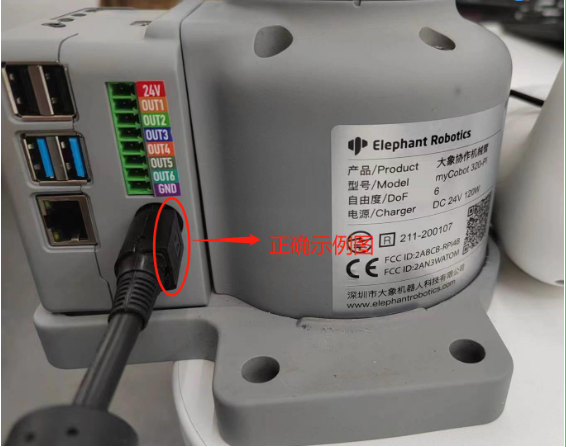 24V
OUT1
OUT2
OUT3
OUT4
OUT5
OUT6
GND
Elephant Robotics
产品/Product 大象协作机械臂
型号/Model myCobot 320-Pi
自由度/DoF 6
电源/Charger DC 24V 120W
R 211-200107
CE FCC ID:2ABCB-RPI4B
FCC ID:2AN3WATOM
深圳市大象机器人科技有限公司
www.elephantrobotics.com
正确示例图